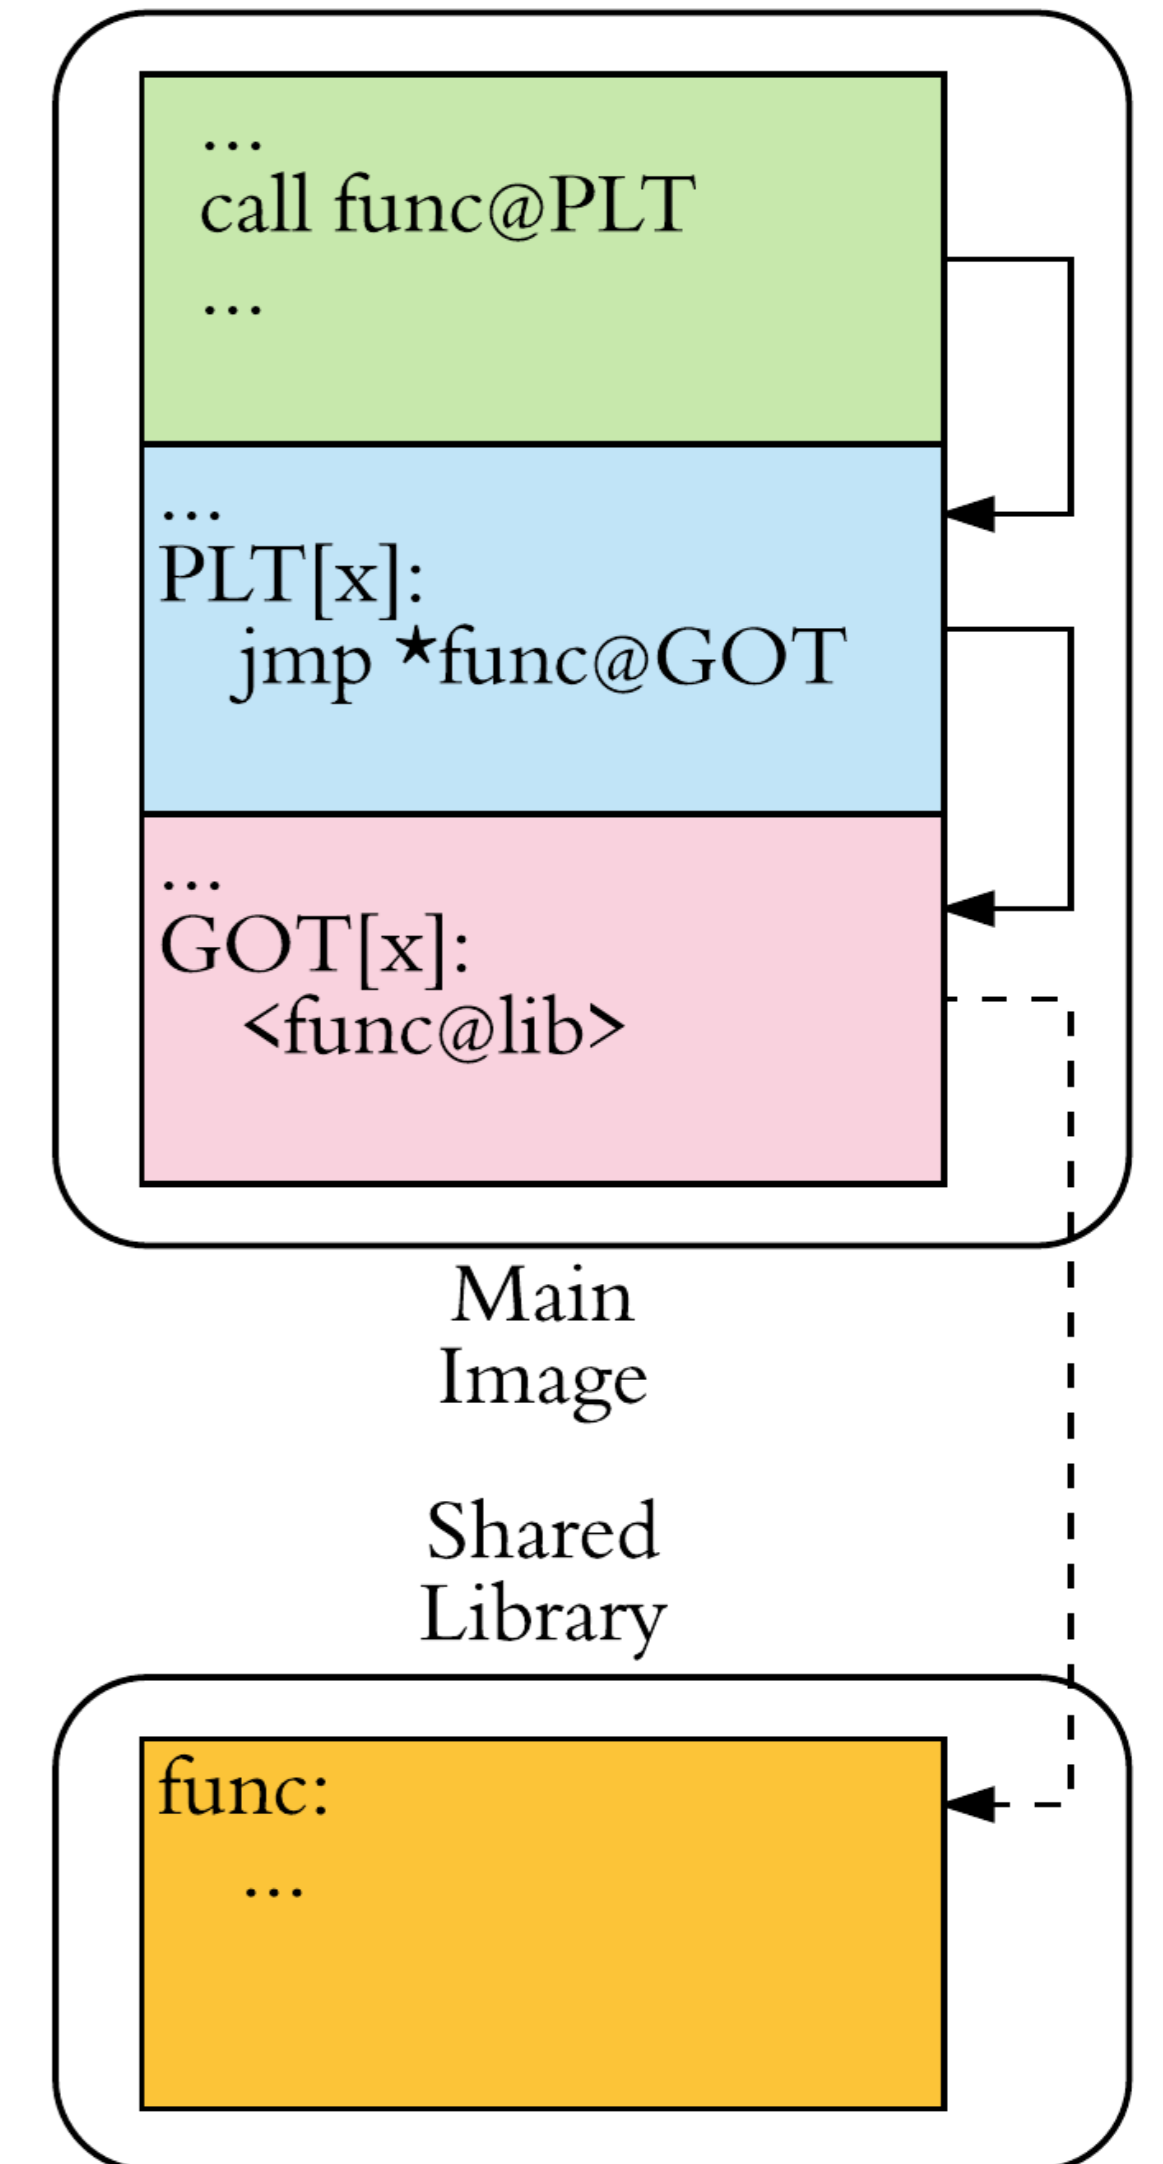 ...
call func@PLT
...
...
PLT[x]:
jmp *func@GOT
...
GOT[x]:
<func@lib>
Main
Image
Shared
Library
func:
...